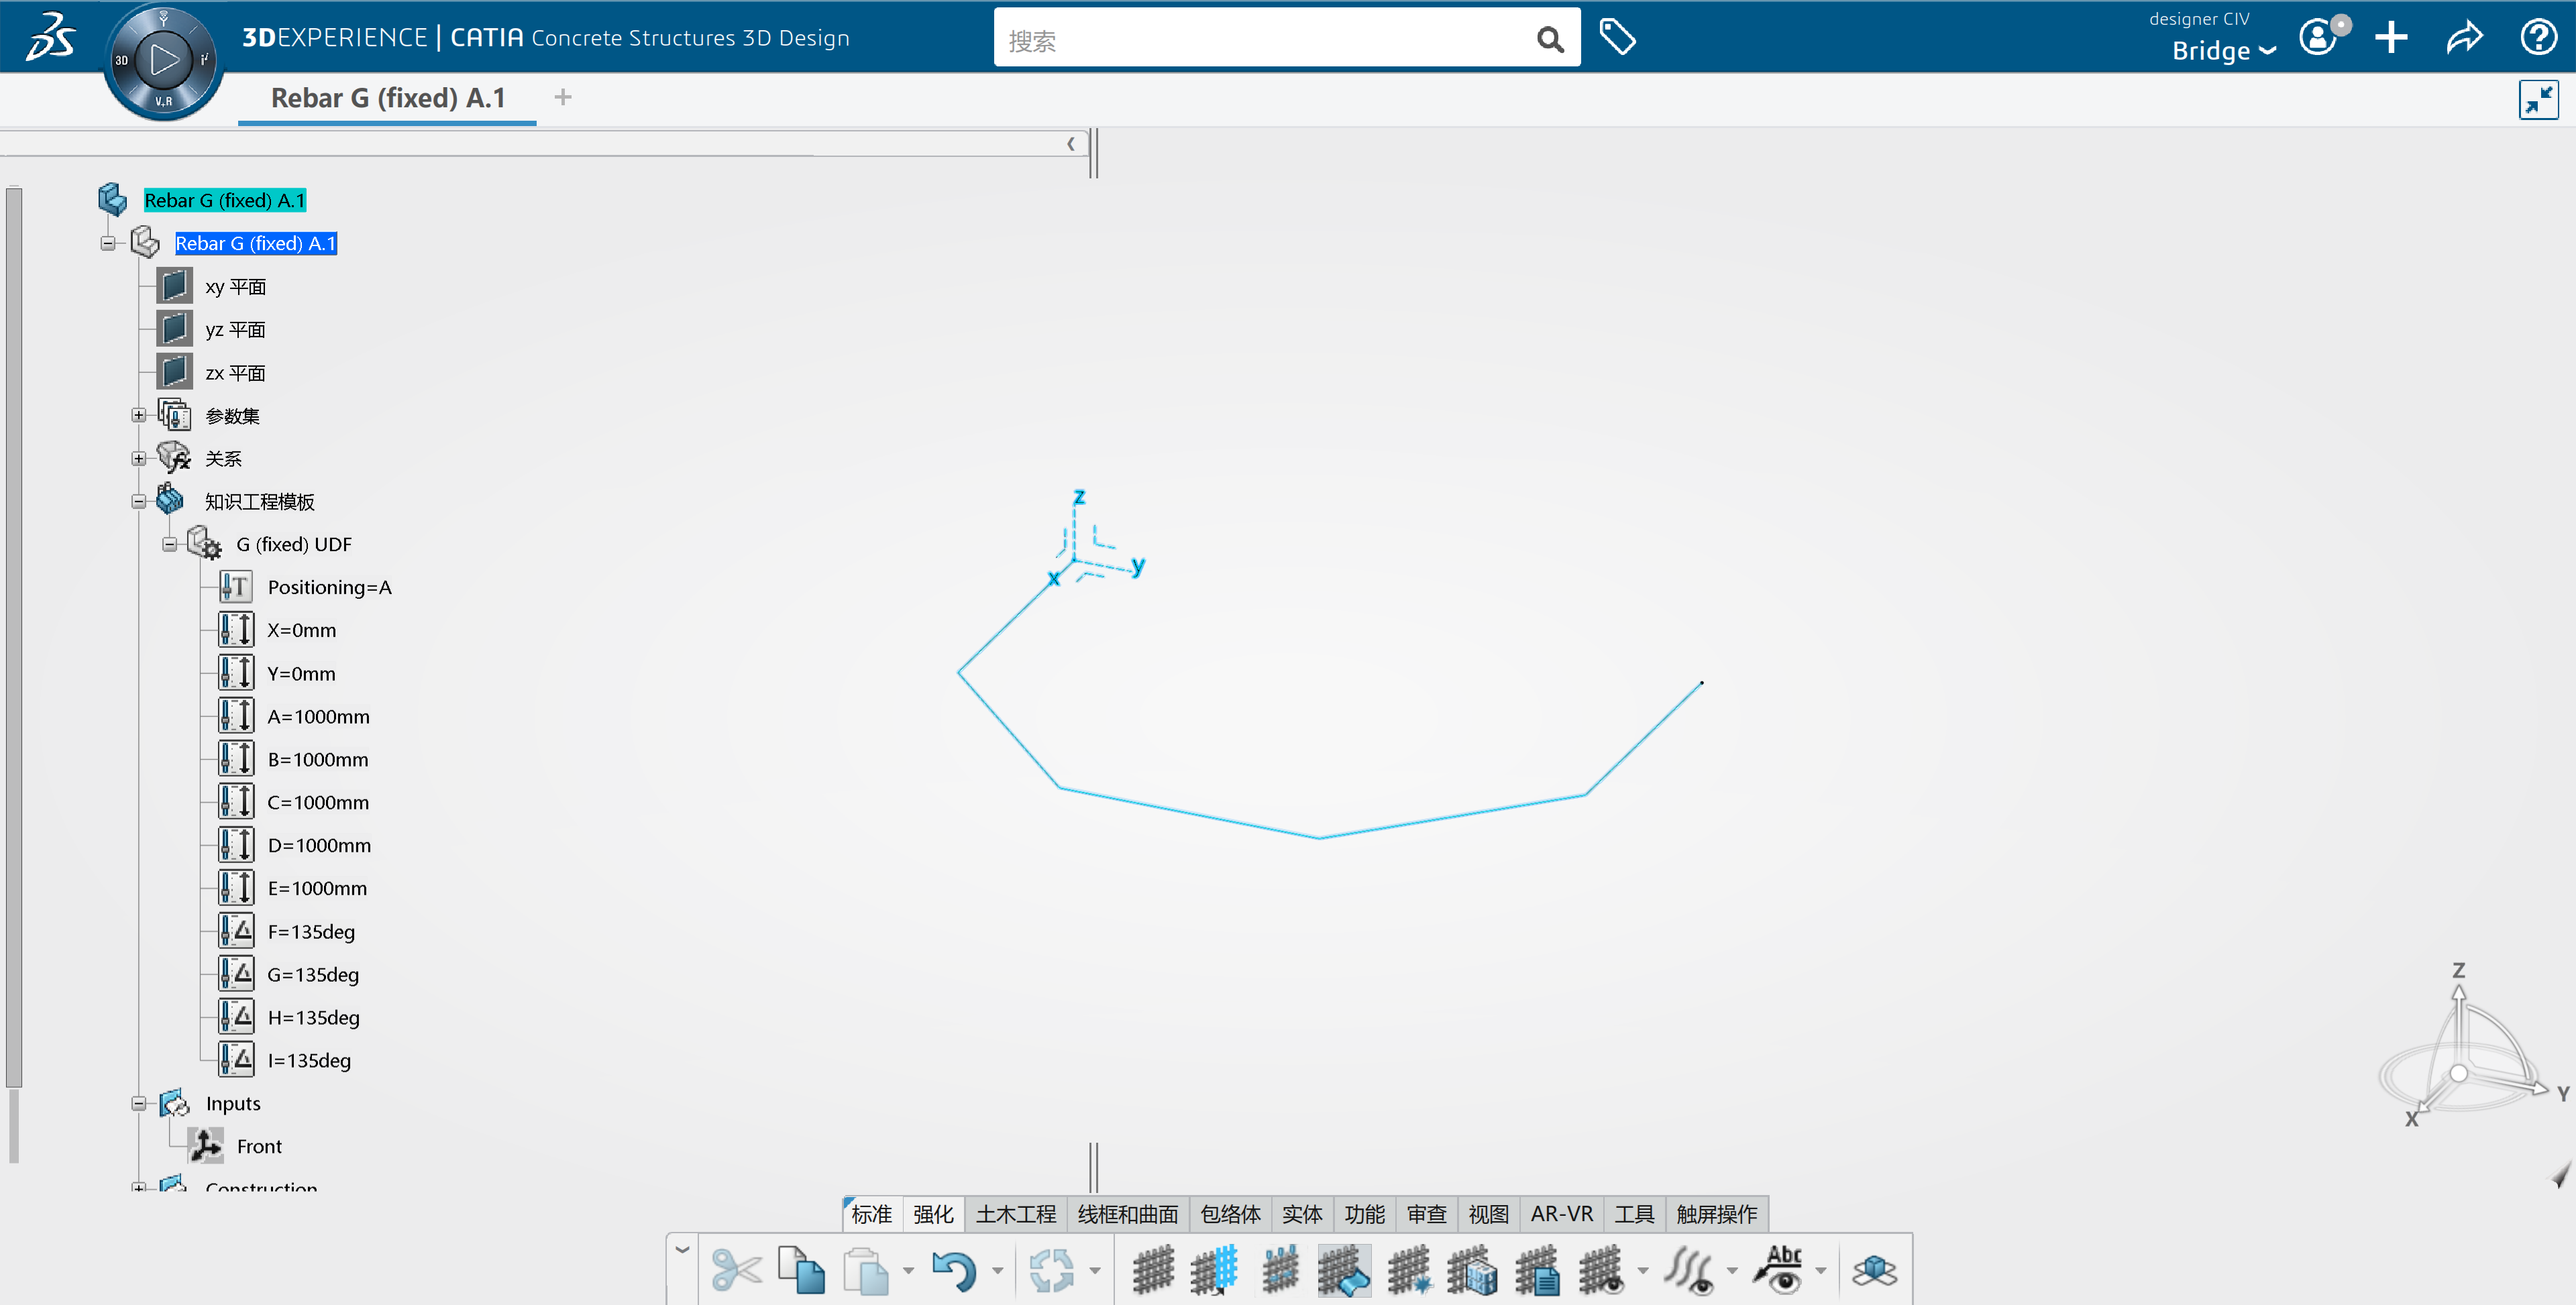 3DEXPERIENCE | CATIA Concrete Structures 3D Design
搜索
designer CIV
Bridge
3D
V,R
Rebar G (fixed) A.1
Rebar G (fixed) A.1
Rebar G (fixed) A.1
xy 平面
yz 平面
zx 平面
参数集
关系
知识工程模板
G (fixed) UDF
Positioning=A
X=0mm
Y=0mm
A=1000mm
B=1000mm
C=1000mm
D=1000mm
E=1000mm
F=135deg
G=135deg
H=135deg
I=135deg
Inputs
Front
Construction
z
x
y
Z
Y
X
标准 强化 土木工程 线框和曲面 包络体 实体 功能 审查 视图 AR-VR 工具 触屏操作
Abc